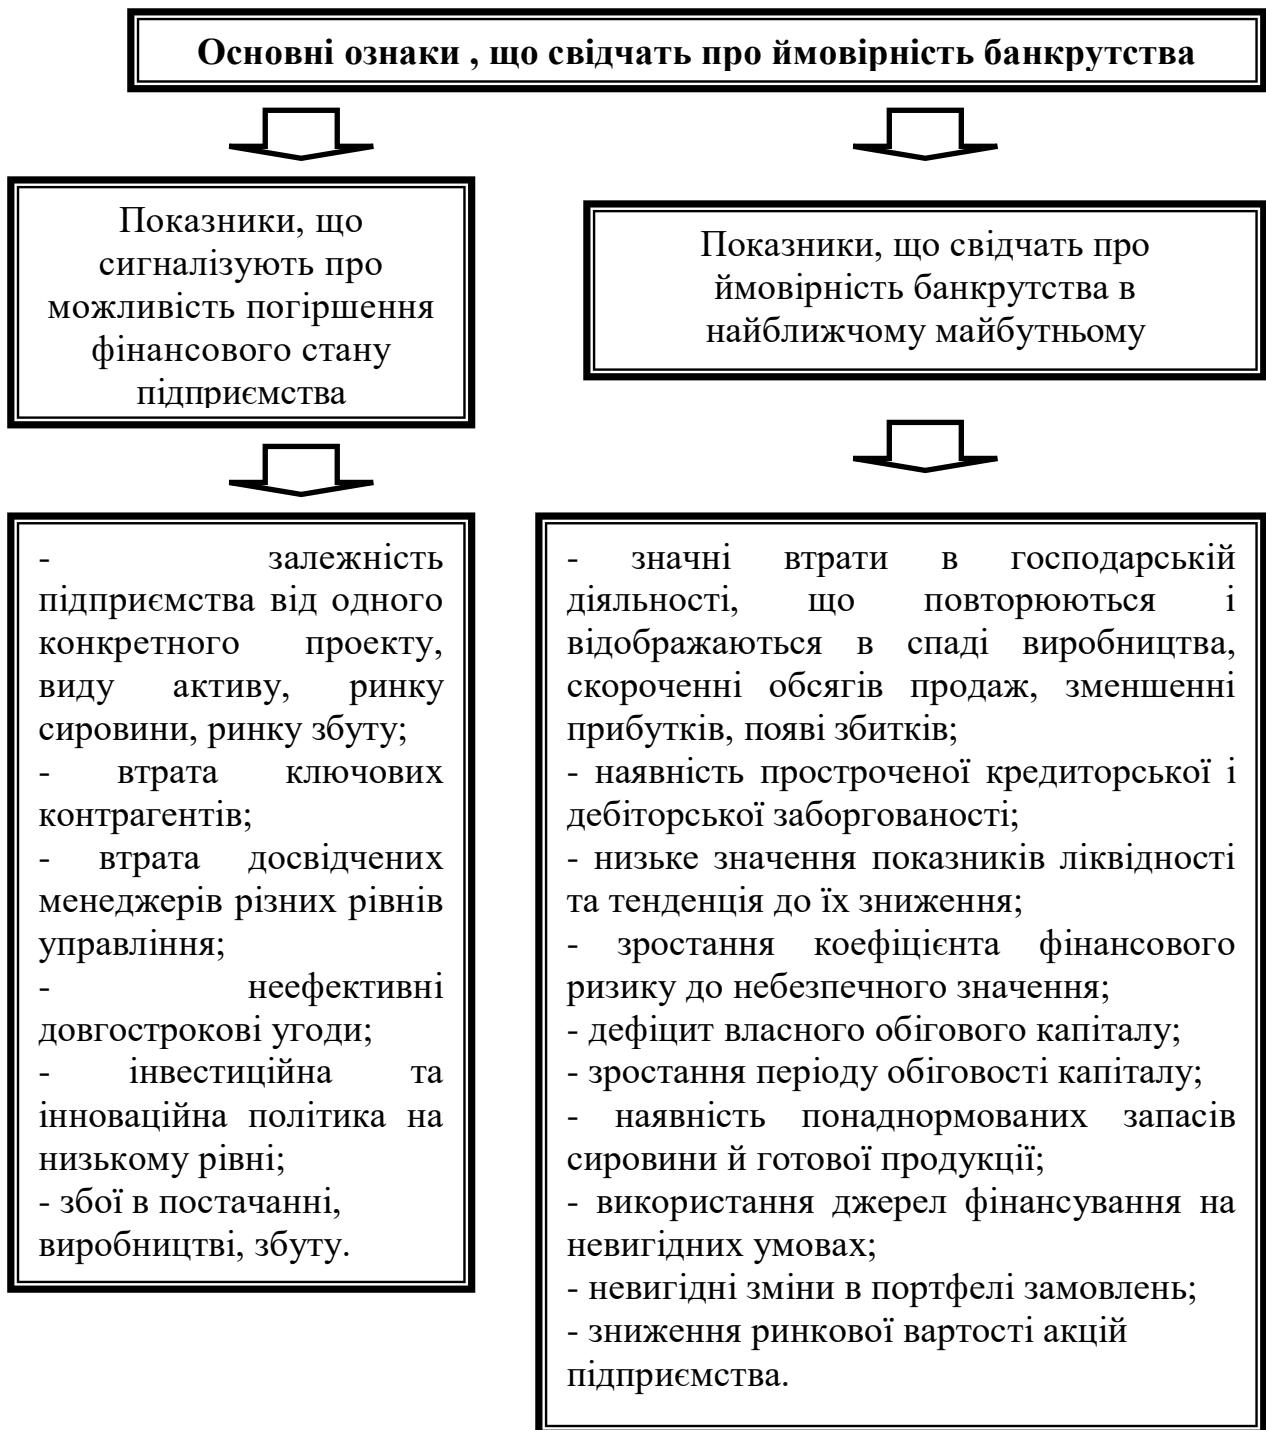 Основні ознаки , що свідчать про ймовірність банкрутства
Показники, що
сигналізують про
можливість погіршення
фінансового стану
підприємства
Показники, що свідчать про
ймовірність банкрутства в
найближчому майбутньому
- залежність
підприємства від одного
конкретного проекту,
виду активу, ринку
сировини, ринку збуту;
- втрата ключових
контрагентів;
- втрата досвідчених
менеджерів різних рівнів
управління;
- неефективні
довгострокові угоди;
- інвестиційна та
інноваційна політика на
низькому рівні;
- збої в постачанні,
виробництві, збуту.
- значні втрати в господарській
діяльності, що повторюються і
відображаються в спаді виробництва,
скороченні обсягів продаж, зменшенні
прибутків, появі збитків;
- наявність простроченої кредиторської і
дебіторської заборгованості;
- низьке значення показників ліквідності
та тенденція до їх зниження;
- зростання коефіцієнта фінансового
ризику до небезпечного значення;
- дефіцит власного обігового капіталу;
- зростання періоду обіговості капіталу;
- наявність понаднормованих запасів
сировини й готової продукції;
- використання джерел фінансування на
невигідних умовах;
- невигідні зміни в портфелі замовлень;
- зниження ринкової вартості акцій
підприємства.